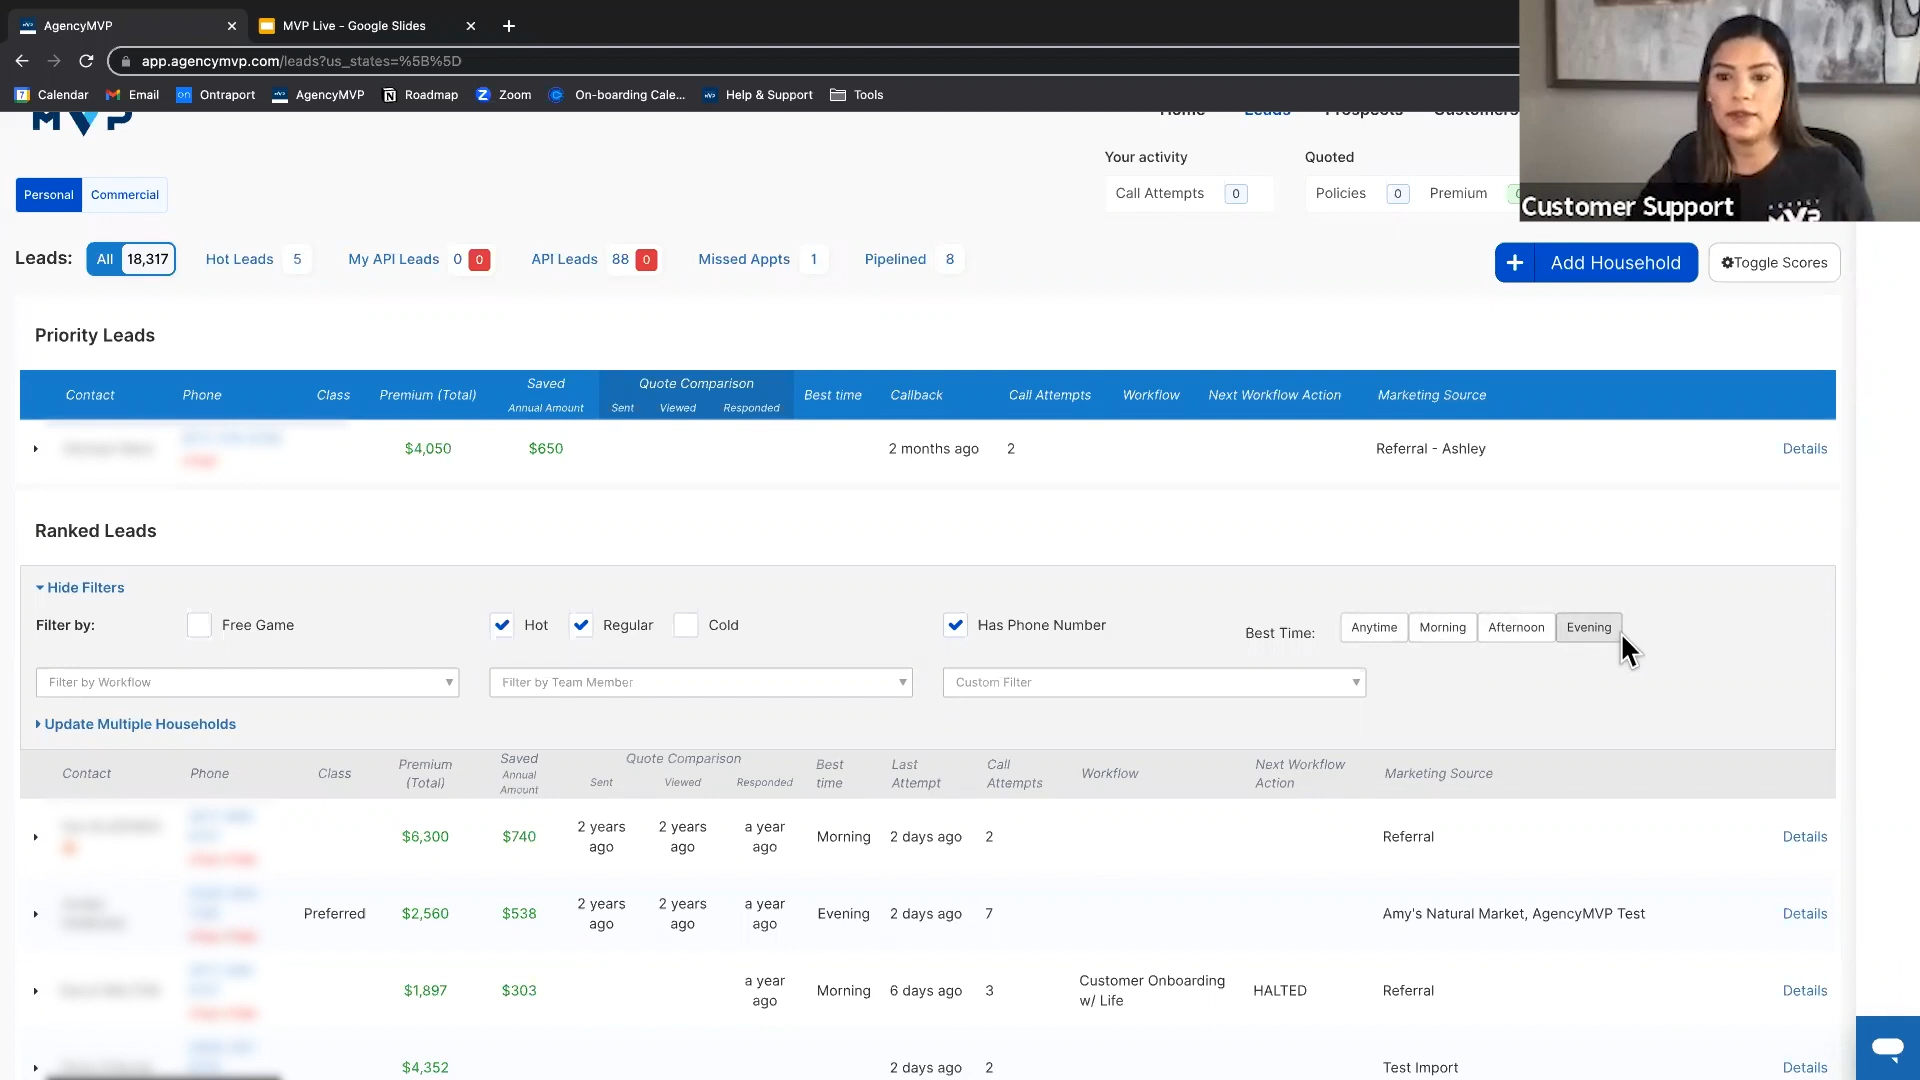 AgencyMVP
MVP Live - Google Slides
app.agencymvp.com/leads?us_states=%5B%5D
Calendar Email Ontraport AgencyMVP Roadmap Zoom On-boarding Cale... Help & Support Tools
MVP
Home Leads Prospects Customers
Your activity Quoted
Call Attempts 0 Policies 0 Premium
Customer Support
Personal Commercial
Leads: All 18,317 Hot Leads 5 My API Leads 0 0 API Leads 88 0 Missed Appts 1 Pipelined 8
+ Add Household Toggle Scores
Priority Leads
Contact Phone Class Premium (Total) Saved Annual Amount Quote Comparison Sent Viewed Responded Best time Callback Call Attempts Workflow Next Workflow Action Marketing Source
$4,050 $650 2 months ago 2 Referral - Ashley Details
Ranked Leads
Hide Filters
Filter by: Free Game Hot Regular Cold Has Phone Number Best Time: Anytime Morning Afternoon Evening
Filter by Workflow Filter by Team Member Custom Filter
Update Multiple Households
Contact Phone Class Premium (Total) Saved Annual Amount Quote Comparison Sent Viewed Responded Best time Last Attempt Call Attempts Workflow Next Workflow Action Marketing Source
$6,300 $740 2 years ago 2 years ago a year ago Morning 2 days ago 2 Referral Details
Preferred $2,560 $538 2 years ago 2 years ago a year ago Evening 2 days ago 7 Amy's Natural Market, AgencyMVP Test Details
$1,897 $303 a year ago Morning 6 days ago 3 Customer Onboarding w/ Life HALTED Referral Details
$4,352 2 days ago 2 Test Import Details